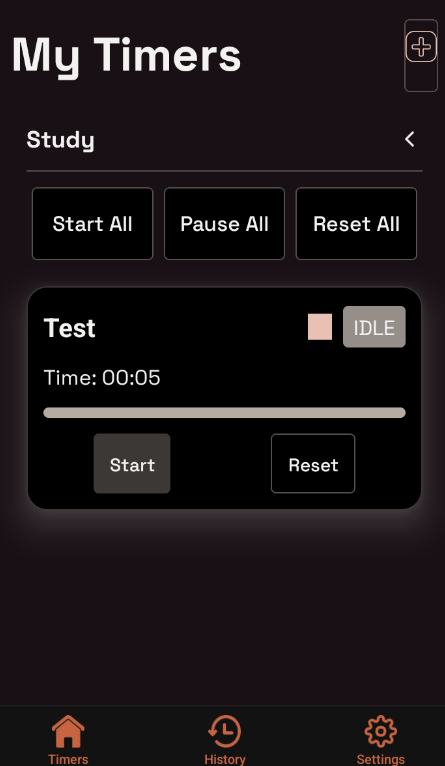 My Timers
Study
Start All Pause All Reset All
Test IDLE
Time: 00:05
Start Reset
Timers History Settings